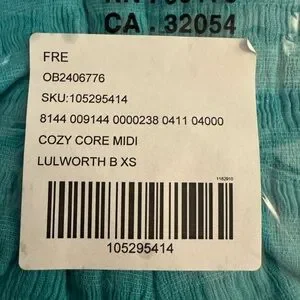 CA . 32054
FRE
OB2406776
SKU:105295414
8144 009144 0000238 0411 04000
COZY CORE MIDI
LULWORTH B XS
1182910
105295414